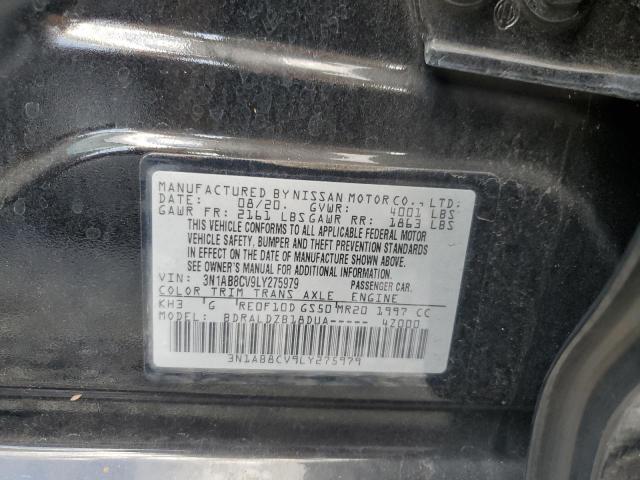 MANUFACTURED BY NISSAN MOTOR CO., LTD.
DATE: 08/20. GVWR: 4001 LBS
GAWR FR: 2161 LBS GAWR RR: 1863 LBS
THIS VEHICLE CONFORMS TO ALL APPLICABLE FEDERAL MOTOR
VEHICLE SAFETY, BUMPER AND THEFT PREVENTION STANDARDS
IN EFFECT ON THE DATE OF MANUFACTURE SHOWN ABOVE.
SEE OWNER'S MANUAL FOR ADDITIONAL INFORMATION.
VIN: 3N1AB8CV9LY275979 PASSENGER CAR.
COLOR TRIM TRANS AXLE ENGINE
KH3 G RE0F10D GS50 MR20 1997 CC
MODEL: BDRALDZB18DUA----- 4Z000
3N1AB8CV9LY275979